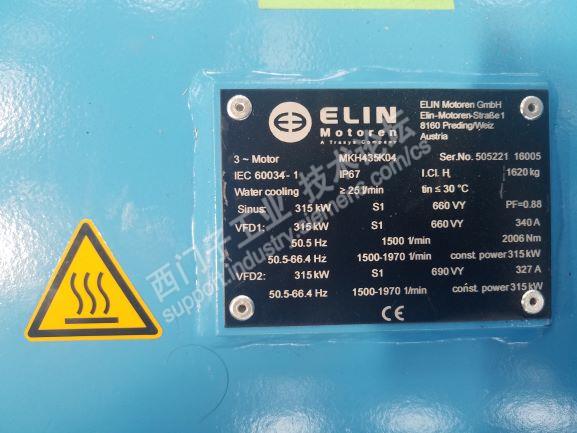 ELIN
Motoren
A Traxys Company
ELIN Motoren GmbH
Elin-Motoren-Straße 1
8160 Preding/Weiz
Austria
3 ~ Motor MKH435K04 Ser.No. 505221 16005
IEC 60034-1 IP67 I.Cl. H, 1620 kg
Water cooling ≥ 25 l/min tin ≤ 30 °C
Sinus: 315 kW S1 660 VY PF=0.88
VFD1: 315 kW S1 660 VY 340 A
50.5 Hz 1500 1/min 2006 Nm
50.5-66.4 Hz 1500-1970 1/min const. power 315 kW
VFD2: 315 kW S1 690 VY 327 A
50.5-66.4 Hz 1500-1970 1/min const. power 315 kW
CE
西门子工业 技术论坛
support.industry.siemens.com/cs